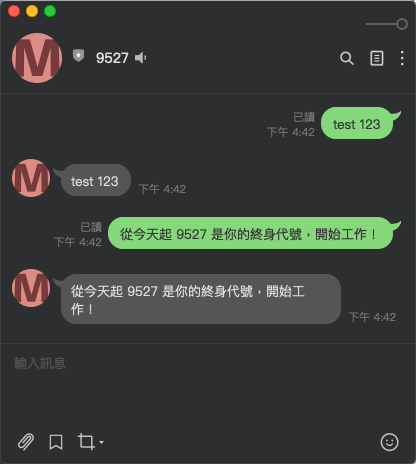 M
9527
已讀
下午 4:42
test 123
M
test 123
下午 4:42
已讀
下午 4:42
從今天起 9527 是你的終身代號，開始工作！
M
從今天起 9527 是你的終身代號，開始工
作！
下午 4:42
輸入訊息